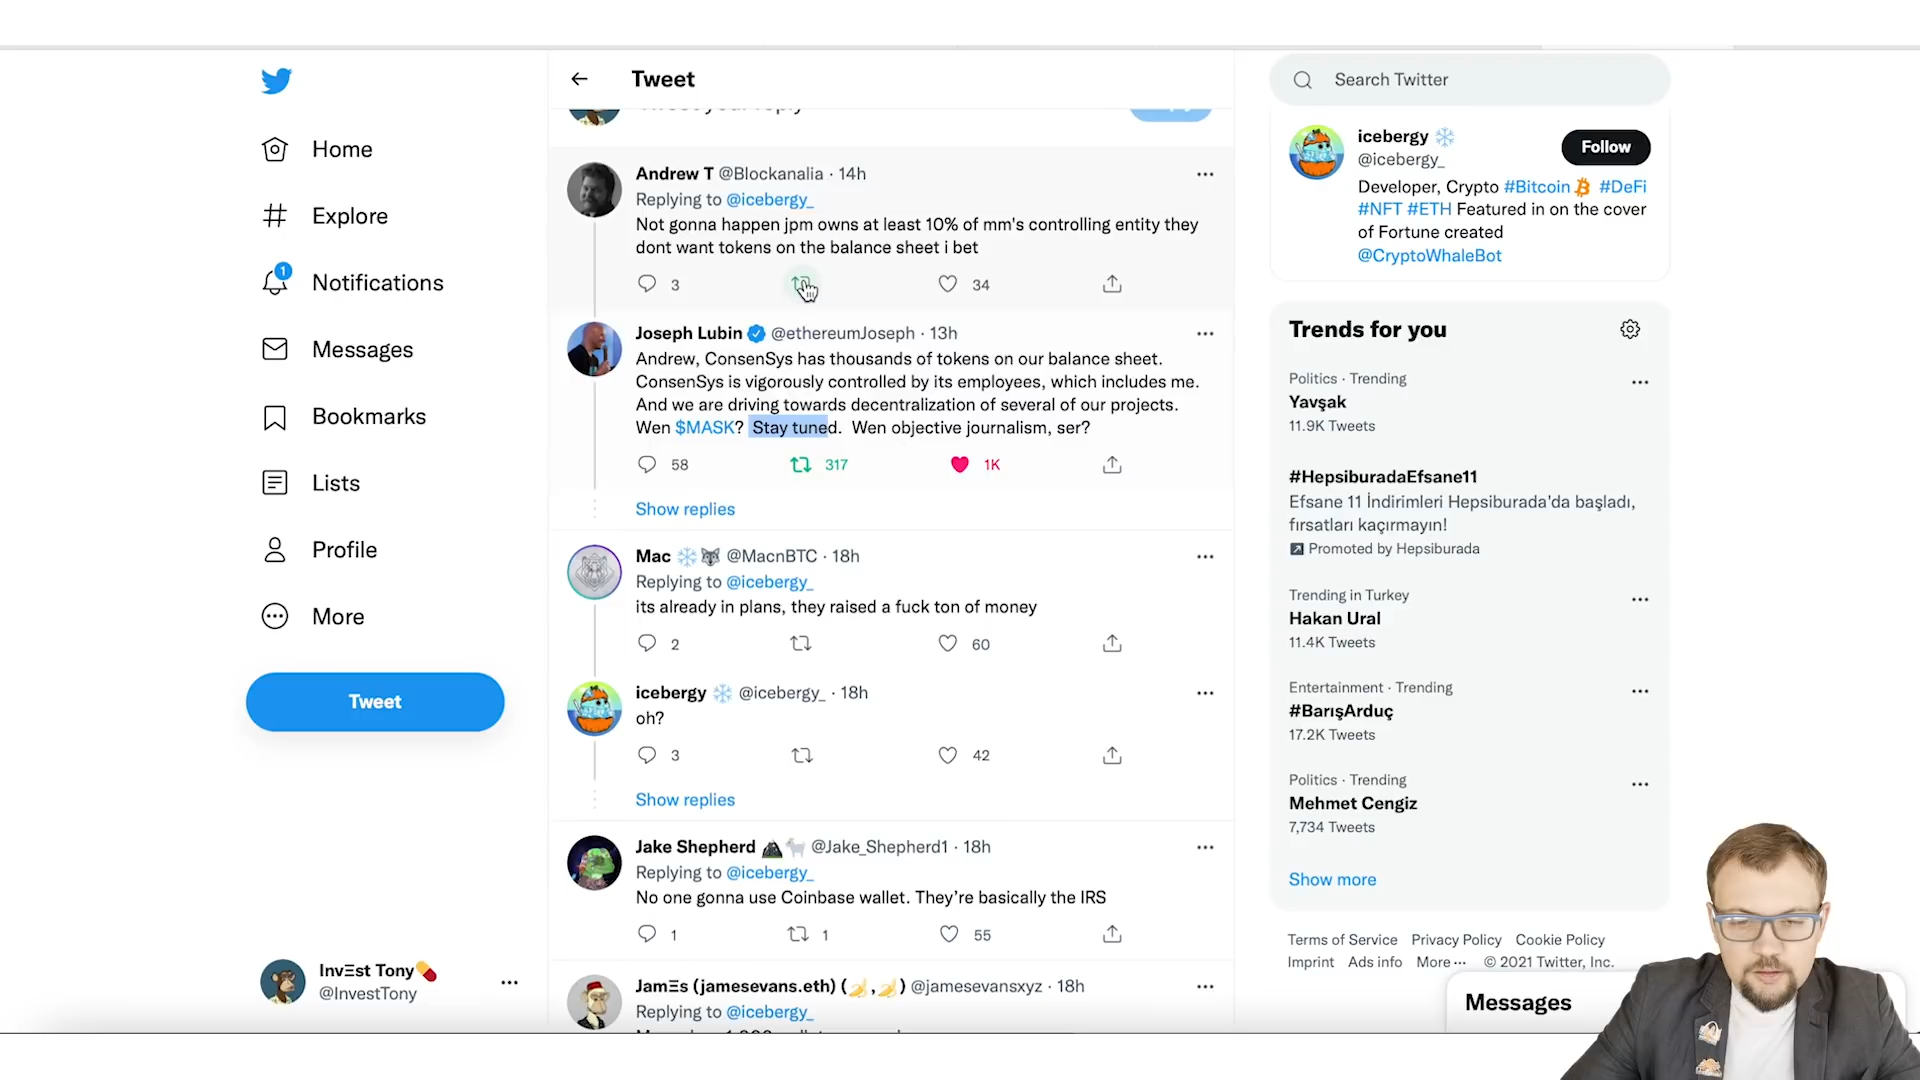 Home
Explore
1
Notifications
Messages
Bookmarks
Lists
Profile
More
Tweet
InvΞst Tony
@InvestTony
Tweet
Andrew T @Blockanalia · 14h
Replying to @icebergy_
Not gonna happen jpm owns at least 10% of mm's controlling entity they
dont want tokens on the balance sheet i bet
3 34
Joseph Lubin @ethereumJoseph · 13h
Andrew, ConsenSys has thousands of tokens on our balance sheet.
ConsenSys is vigorously controlled by its employees, which includes me.
And we are driving towards decentralization of several of our projects.
Wen $MASK? Stay tuned. Wen objective journalism, ser?
58 317 1K
Show replies
Mac @MacnBTC · 18h
Replying to @icebergy_
its already in plans, they raised a fuck ton of money
2 60
icebergy @icebergy_ · 18h
oh?
3 42
Show replies
Jake Shepherd @Jake_Shepherd1 · 18h
Replying to @icebergy_
No one gonna use Coinbase wallet. They're basically the IRS
1 1 55
JamΞs (jamesevans.eth) (🍌,🍌) @jamesevansxyz · 18h
Replying to @icebergy_
Search Twitter
icebergy
@icebergy_
Follow
Developer, Crypto #Bitcoin #DeFi
#NFT #ETH Featured in on the cover
of Fortune created
@CryptoWhaleBot
Trends for you
Politics · Trending
Yavşak
11.9K Tweets
#HepsiburadaEfsane11
Efsane 11 İndirimleri Hepsiburada'da başladı,
fırsatları kaçırmayın!
Promoted by Hepsiburada
Trending in Turkey
Hakan Ural
11.4K Tweets
Entertainment · Trending
#BarışArduç
17.2K Tweets
Politics · Trending
Mehmet Cengiz
7,734 Tweets
Show more
Terms of Service Privacy Policy Cookie Policy
Imprint Ads info More ··· © 2021 Twitter, Inc.
Messages